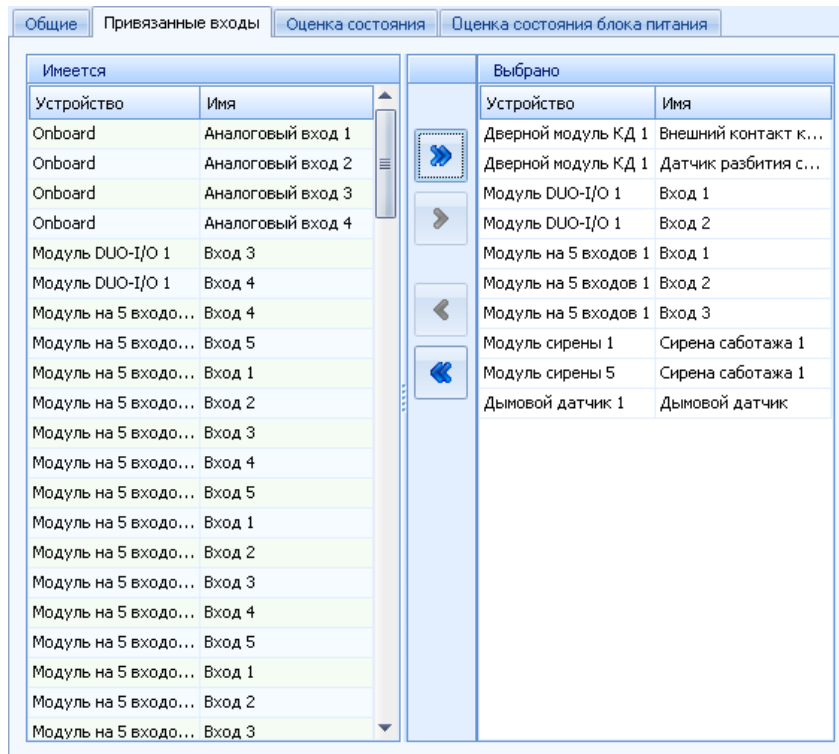 Общие Привязанные входы Оценка состояния Оценка состояния блока питания
Имеется
Устройство Имя
Onboard Аналоговый вход 1
Onboard Аналоговый вход 2
Onboard Аналоговый вход 3
Onboard Аналоговый вход 4
Модуль DUO-I/O 1 Вход 3
Модуль DUO-I/O 1 Вход 4
Модуль на 5 входо... Вход 4
Модуль на 5 входо... Вход 5
Модуль на 5 входо... Вход 1
Модуль на 5 входо... Вход 2
Модуль на 5 входо... Вход 3
Модуль на 5 входо... Вход 4
Модуль на 5 входо... Вход 5
Модуль на 5 входо... Вход 1
Модуль на 5 входо... Вход 2
Модуль на 5 входо... Вход 3
Модуль на 5 входо... Вход 4
Модуль на 5 входо... Вход 5
Модуль на 5 входо... Вход 1
Модуль на 5 входо... Вход 2
Модуль на 5 входо... Вход 3
Выбрано
Устройство Имя
Дверной модуль КД 1 Внешний контакт к...
Дверной модуль КД 1 Датчик разбития с...
Модуль DUO-I/O 1 Вход 1
Модуль DUO-I/O 1 Вход 2
Модуль на 5 входов 1 Вход 1
Модуль на 5 входов 1 Вход 2
Модуль на 5 входов 1 Вход 3
Модуль сирены 1 Сирена саботажа 1
Модуль сирены 5 Сирена саботажа 1
Дымовой датчик 1 Дымовой датчик